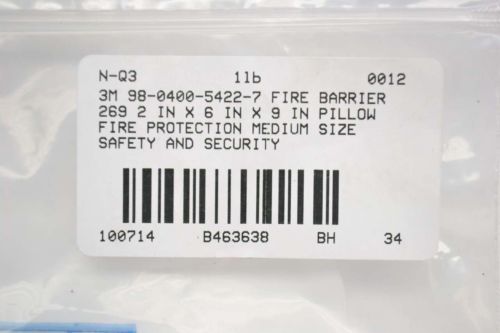 N-Q3 1lb 0012
3M 98-0400-5422-7 FIRE BARRIER
269 2 IN X 6 IN X 9 IN PILLOW
FIRE PROTECTION MEDIUM SIZE
SAFETY AND SECURITY
100714 B463638 BH 34